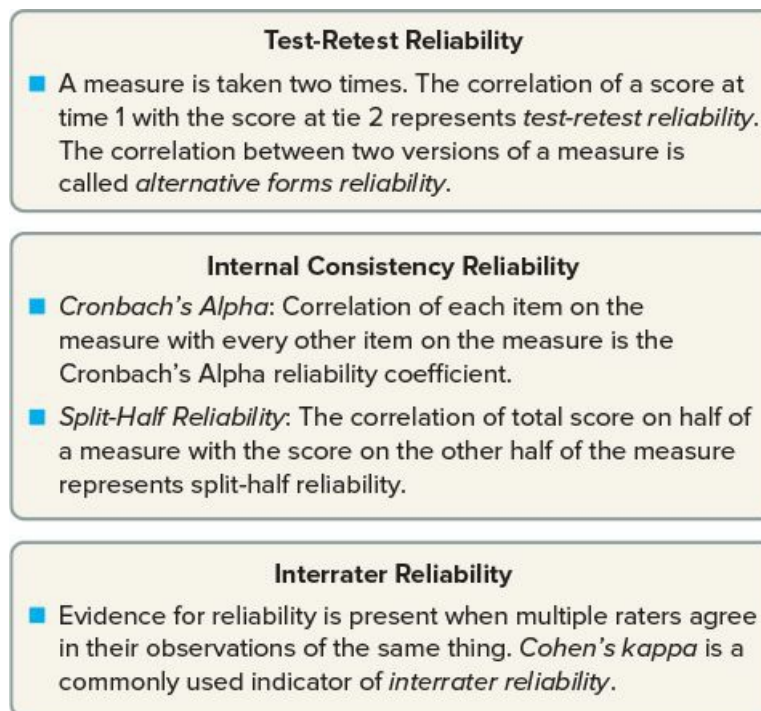 Test-Retest Reliability
■ A measure is taken two times. The correlation of a score at
time 1 with the score at tie 2 represents test-retest reliability.
The correlation between two versions of a measure is
called alternative forms reliability.
Internal Consistency Reliability
■ Cronbach’s Alpha: Correlation of each item on the
measure with every other item on the measure is the
Cronbach’s Alpha reliability coefficient.
■ Split-Half Reliability: The correlation of total score on half of
a measure with the score on the other half of the measure
represents split-half reliability.
Interrater Reliability
■ Evidence for reliability is present when multiple raters agree
in their observations of the same thing. Cohen’s kappa is a
commonly used indicator of interrater reliability.